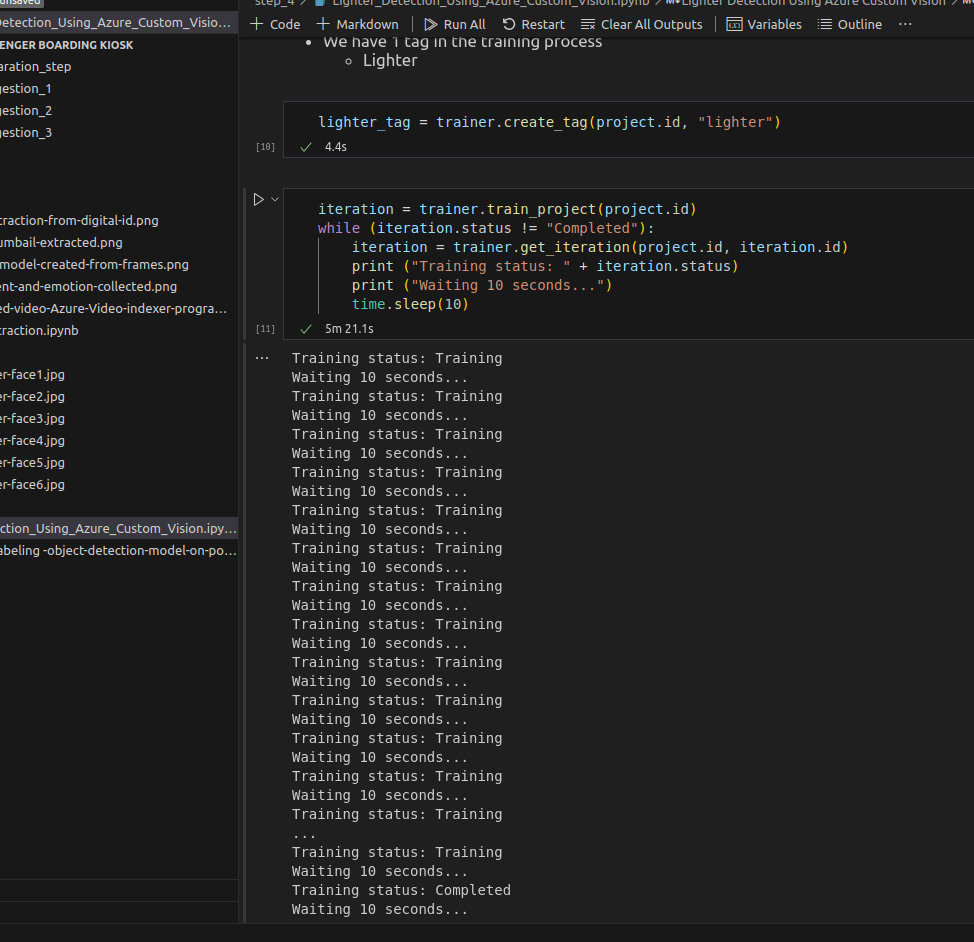 unsaved
Detection_Using_Azure_Custom_Visio...
ENGER BOARDING KIOSK
aration_step
gestion_1
gestion_2
gestion_3
traction-from-digital-id.png
umbail-extracted.png
model-created-from-frames.png
ent-and-emotion-collected.png
ed-video-Azure-Video-indexer-progra...
traction.ipynb
er-face1.jpg
er-face2.jpg
er-face3.jpg
er-face4.jpg
er-face5.jpg
er-face6.jpg
ction_Using_Azure_Custom_Vision.ipy...
abeling -object-detection-model-on-po...
step_4 > Lighter_Detection_Using_Azure_Custom_Vision.ipynb > Lighter Detection Using Azure Custom Vision >
+ Code + Markdown Run All Restart Clear All Outputs Variables Outline ...
• We have 1 tag in the training process
◦ Lighter
lighter_tag = trainer.create_tag(project.id, "lighter")
[10] ✓ 4.4s
iteration = trainer.train_project(project.id)
while (iteration.status != "Completed"):
    iteration = trainer.get_iteration(project.id, iteration.id)
    print ("Training status: " + iteration.status)
    print ("Waiting 10 seconds...")
    time.sleep(10)
[11] ✓ 5m 21.1s
... Training status: Training
Waiting 10 seconds...
Training status: Training
Waiting 10 seconds...
Training status: Training
Waiting 10 seconds...
Training status: Training
Waiting 10 seconds...
Training status: Training
Waiting 10 seconds...
Training status: Training
Waiting 10 seconds...
Training status: Training
Waiting 10 seconds...
Training status: Training
Waiting 10 seconds...
Training status: Training
Waiting 10 seconds...
Training status: Training
Waiting 10 seconds...
Training status: Training
Waiting 10 seconds...
Training status: Training
Waiting 10 seconds...
Training status: Training
...
Training status: Training
Waiting 10 seconds...
Training status: Completed
Waiting 10 seconds...